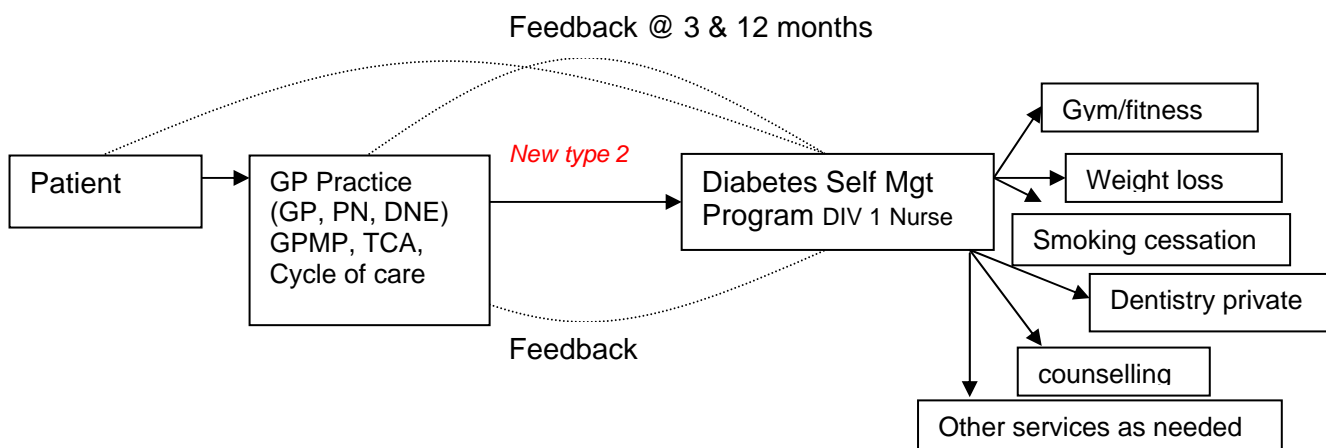 Feedback @ 3 & 12 months
Patient
GP Practice
(GP, PN, DNE)
GPMP, TCA,
Cycle of care
New type 2
Diabetes Self Mgt
Program DIV 1 Nurse
Gym/fitness
Weight loss
Smoking cessation
Dentistry private
counselling
Other services as needed
Feedback